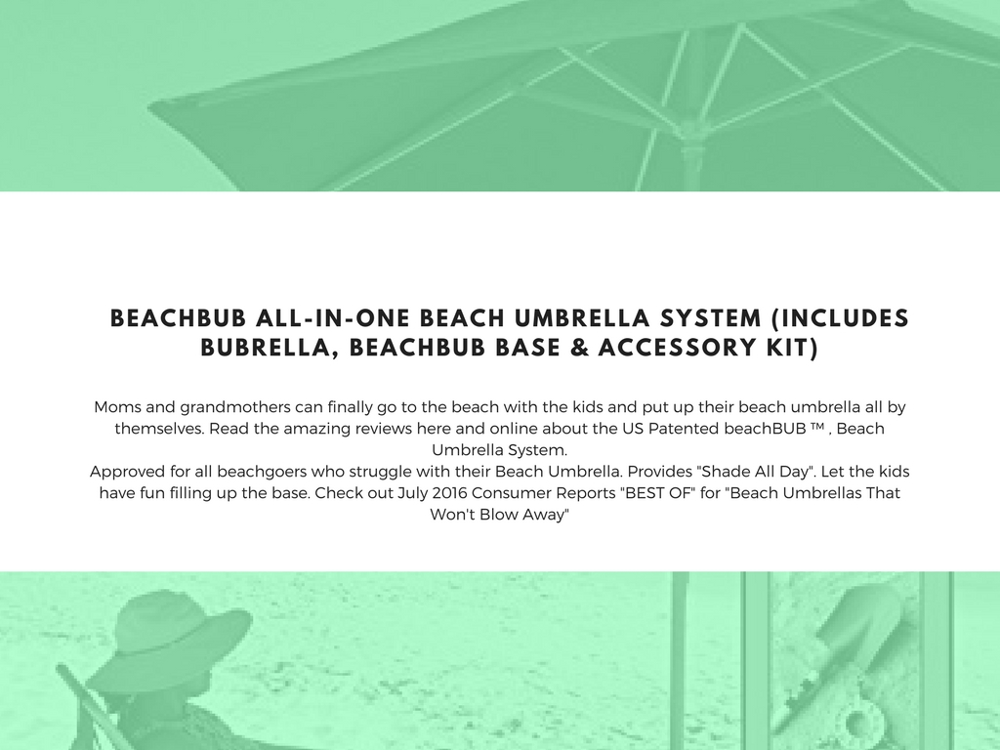 BEACHBUB ALL-IN-ONE BEACH UMBRELLA SYSTEM (INCLUDES
BUBRELLA, BEACHBUB BASE & ACCESSORY KIT)
Moms and grandmothers can finally go to the beach with the kids and put up their beach umbrella all by
themselves. Read the amazing reviews here and online about the US Patented beachBUB ™ , Beach
Umbrella System.
Approved for all beachgoers who struggle with their Beach Umbrella. Provides "Shade All Day". Let the kids
have fun filling up the base. Check out July 2016 Consumer Reports "BEST OF" for "Beach Umbrellas That
Won't Blow Away"